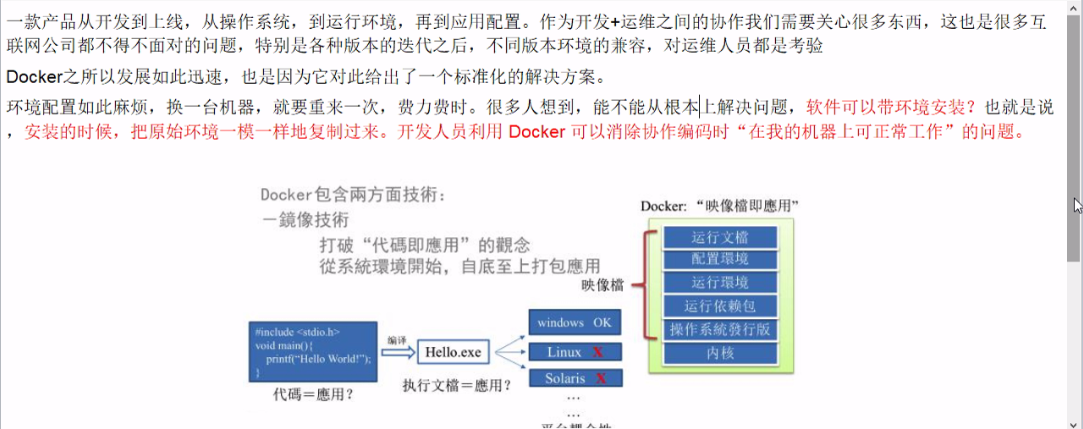 一款产品从开发到上线，从操作系统，到运行环境，再到应用配置。作为开发+运维之间的协作我们需要关心很多东西，这也是很多互
联网公司都不得不面对的问题，特别是各种版本的迭代之后，不同版本环境的兼容，对运维人员都是考验
Docker之所以发展如此迅速，也是因为它对此给出了一个标准化的解决方案。
环境配置如此麻烦，换一台机器，就要重来一次，费力费时。很多人想到，能不能从根本上解决问题，软件可以带环境安装？也就是说
，安装的时候，把原始环境一模一样地复制过来。开发人员利用 Docker 可以消除协作编码时“在我的机器上可正常工作”的问题。
Docker包含兩方面技術：
－鏡像技術
打破“代碼即應用”的觀念
從系統環境開始，自底至上打包應用
Docker: “映像檔即應用”
映像檔
运行文檔
配置環境
运行環境
运行依赖包
操作系統發行版
内核
#include <stdio.h>
void main(){
printf(“Hello World!”);
}
代碼＝應用？
编译
Hello.exe
执行文檔＝應用？
windows OK
Linux X
Solaris X
...
...
平台耦合性